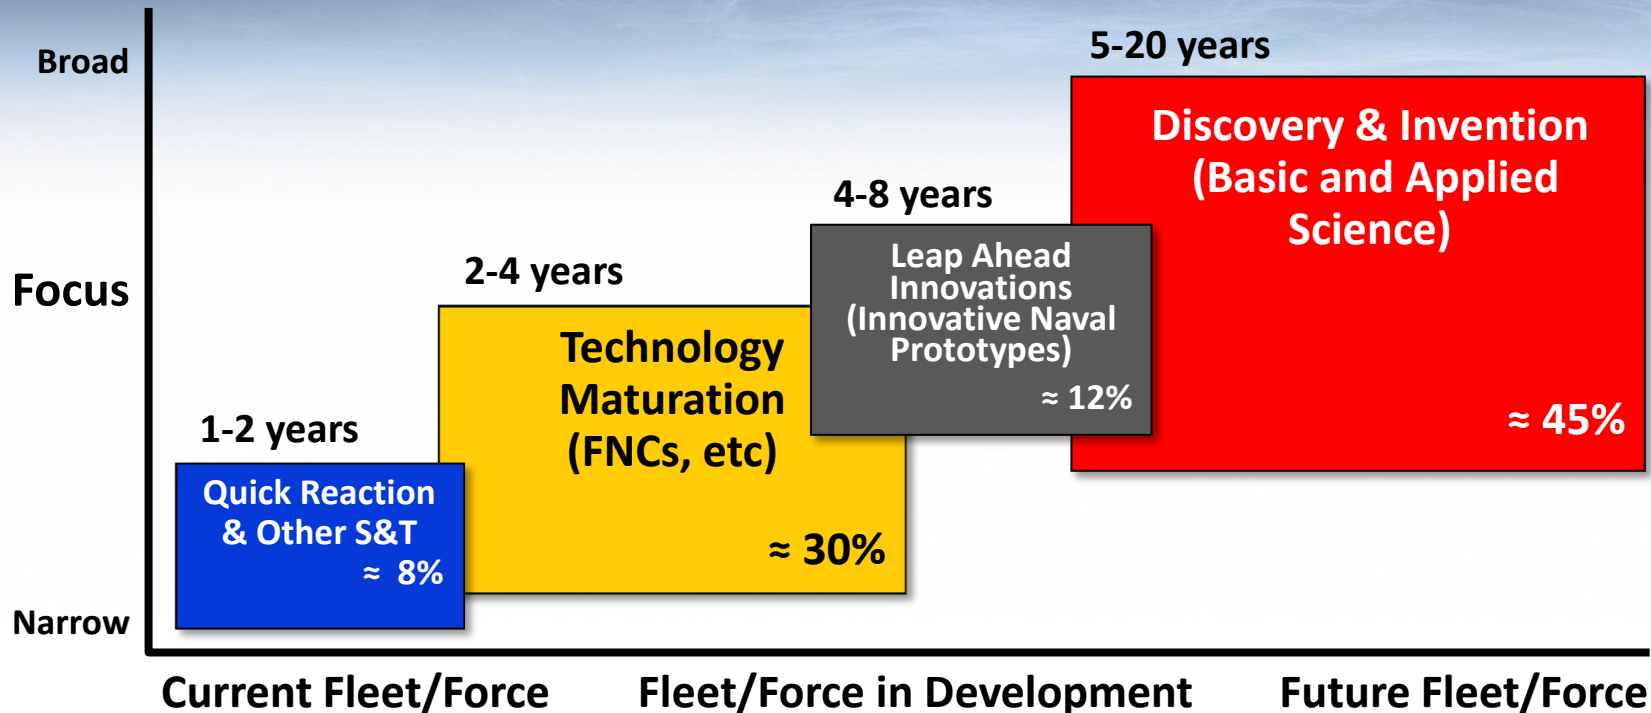 Broad
Focus
Narrow
1-2 years
Quick Reaction
& Other S&T
≈ 8%
2-4 years
Technology
Maturation
(FNCs, etc)
≈ 30%
4-8 years
Leap Ahead
Innovations
(Innovative Naval
Prototypes)
≈ 12%
5-20 years
Discovery & Invention
(Basic and Applied
Science)
≈ 45%
Current Fleet/Force
Fleet/Force in Development
Future Fleet/Force